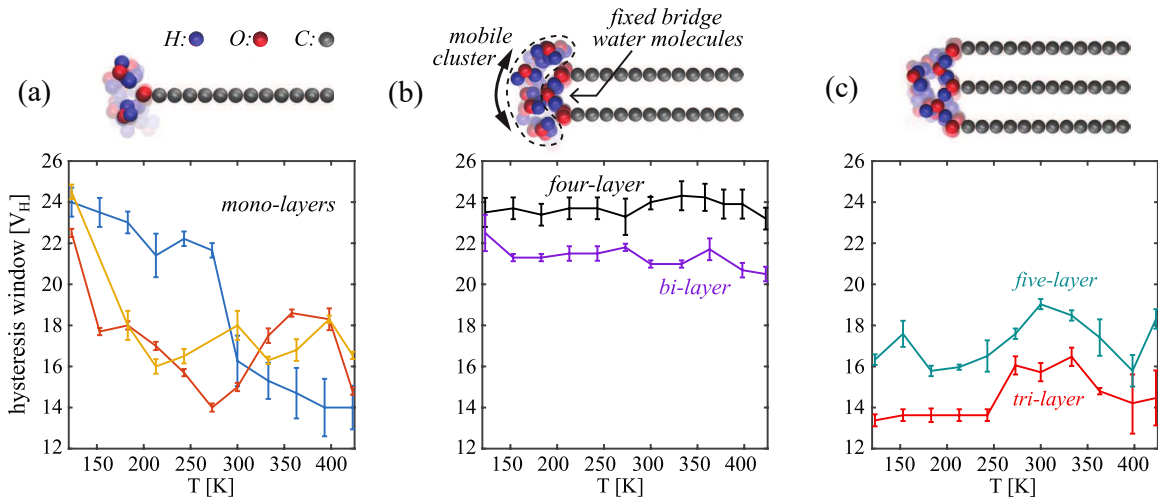 H: O: C:
(a)
mobile
cluster
fixed bridge
water molecules
(b)
(c)
hysteresis window [V_H]
26
24
22
20
18
16
14
12
mono-layers
150 200 250 300 350 400
T [K]
26
24
22
20
18
16
14
12
four-layer
bi-layer
150 200 250 300 350 400
T [K]
26
24
22
20
18
16
14
12
five-layer
tri-layer
150 200 250 300 350 400
T [K]